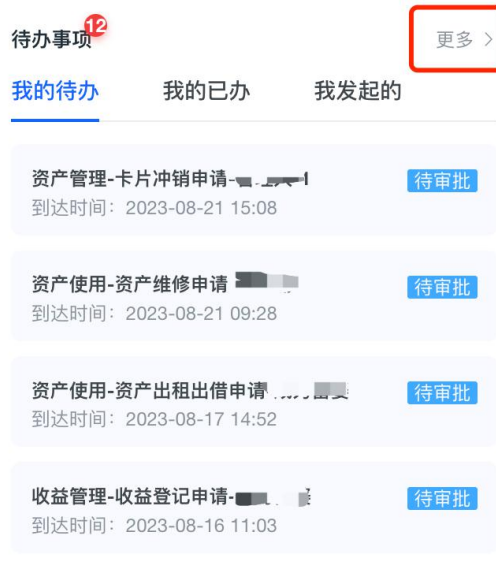 待办事项 12
更多 >
我的待办 我的已办 我发起的
资产管理-卡片冲销申请- 待审批
到达时间：2023-08-21 15:08
资产使用-资产维修申请 待审批
到达时间：2023-08-21 09:28
资产使用-资产出租出借申请 待审批
到达时间：2023-08-17 14:52
收益管理-收益登记申请- 待审批
到达时间：2023-08-16 11:03